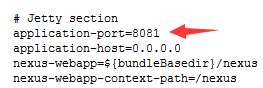 # Jetty section
application-port=8081
application-host=0.0.0.0
nexus-webapp=${bundleBasedir}/nexus
nexus-webapp-context-path=/nexus